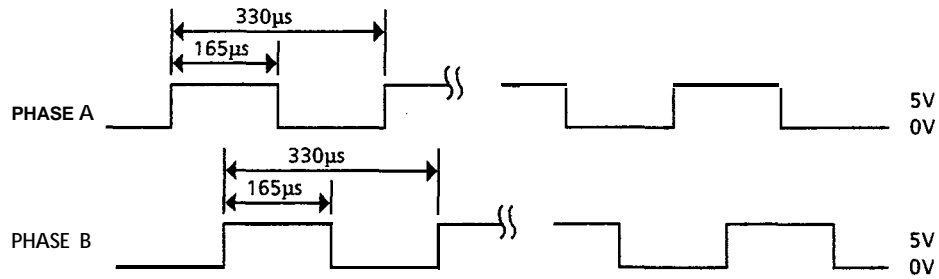 330µs
165µs
PHASE A
5V
0V
330µs
165µs
PHASE B
5V
0V